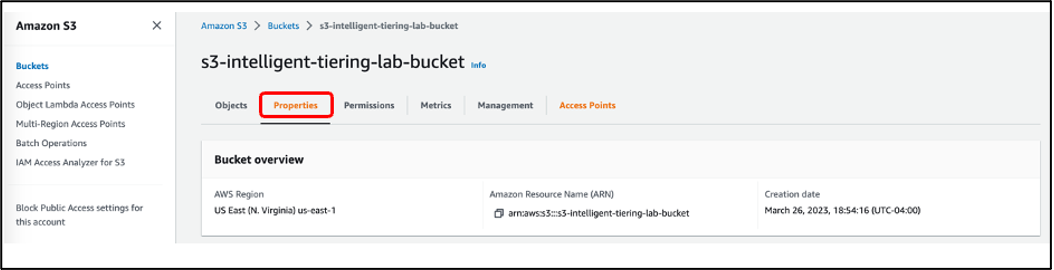 Amazon S3
Buckets
Access Points
Object Lambda Access Points
Multi-Region Access Points
Batch Operations
IAM Access Analyzer for S3
Block Public Access settings for
this account
Amazon S3 > Buckets > s3-intelligent-tiering-lab-bucket
s3-intelligent-tiering-lab-bucket Info
Objects Properties Permissions Metrics Management Access Points
Bucket overview
AWS Region
US East (N. Virginia) us-east-1
Amazon Resource Name (ARN)
arn:aws:s3:::s3-intelligent-tiering-lab-bucket
Creation date
March 26, 2023, 18:54:16 (UTC-04:00)